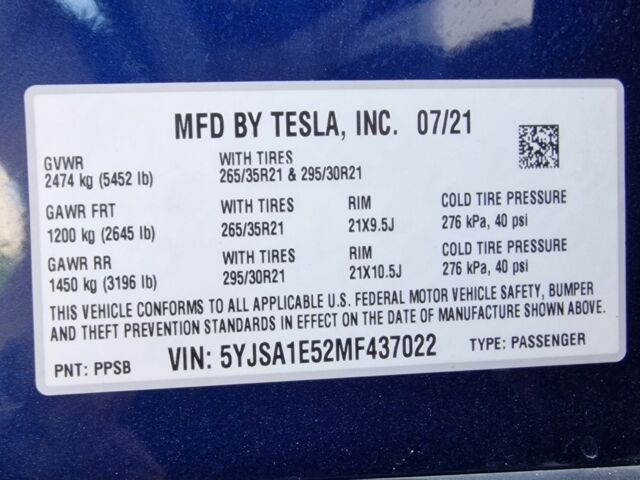 MFD BY TESLA, INC. 07/21
GVWR WITH TIRES
2474 kg (5452 lb) 265/35R21 & 295/30R21
GAWR FRT WITH TIRES RIM COLD TIRE PRESSURE
1200 kg (2645 lb) 265/35R21 21X9.5J 276 kPa, 40 psi
GAWR RR WITH TIRES RIM COLD TIRE PRESSURE
1450 kg (3196 lb) 295/30R21 21X10.5J 276 kPa, 40 psi
THIS VEHICLE CONFORMS TO ALL APPLICABLE U.S. FEDERAL MOTOR VEHICLE SAFETY, BUMPER
AND THEFT PREVENTION STANDARDS IN EFFECT ON THE DATE OF MANUFACTURE SHOWN ABOVE.
PNT: PPSB VIN: 5YJSA1E52MF437022 TYPE: PASSENGER